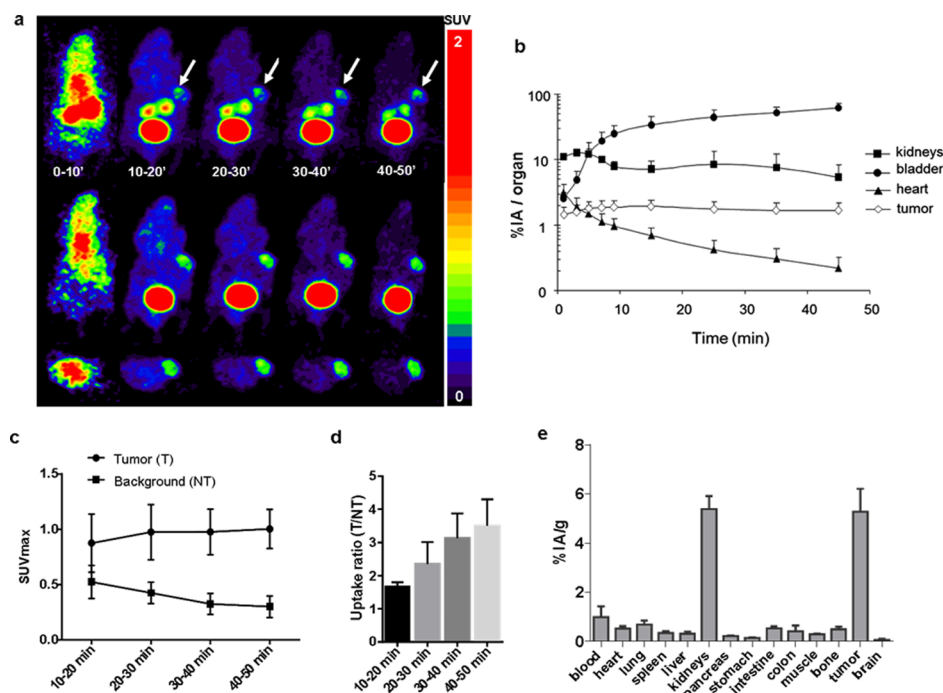 a
SUV
2
0-10' 10-20' 20-30' 30-40' 40-50'
0
b
%IA / organ
100
10
1
0.1
0 10 20 30 40 50
Time (min)
kidneys
bladder
heart
tumor
c
Tumor (T)
Background (NT)
SUVmax
1.5
1.0
0.5
0.0
10-20 min 20-30 min 30-40 min 40-50 min
d
Uptake ratio (T/NT)
5
4
3
2
1
0
10-20 min 20-30 min 30-40 min 40-50 min
e
%IA/g
8
6
4
2
0
blood heart lung spleen liver kidneys pancreas stomach intestine colon muscle bone tumor brain